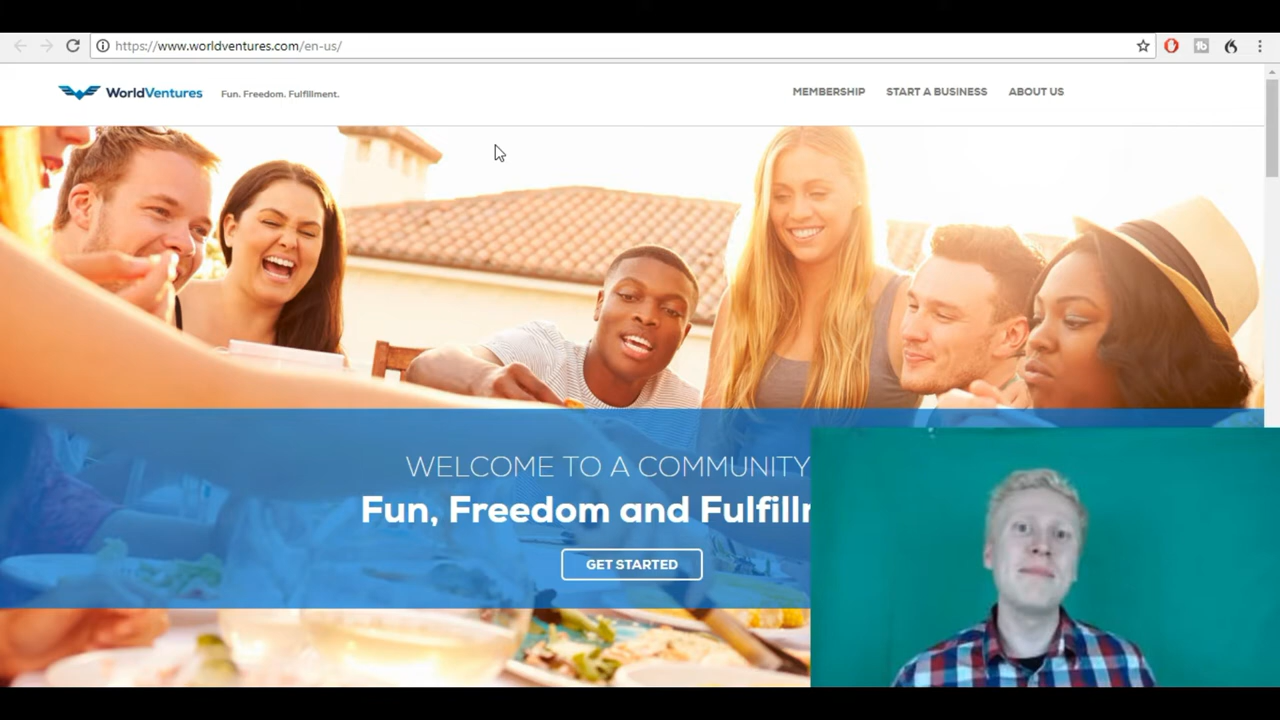 https://www.worldventures.com/en-us/
WorldVentures
Fun. Freedom. Fulfillment.
MEMBERSHIP
START A BUSINESS
ABOUT US
WELCOME TO A COMMUNITY
Fun, Freedom and Fulfill
GET STARTED